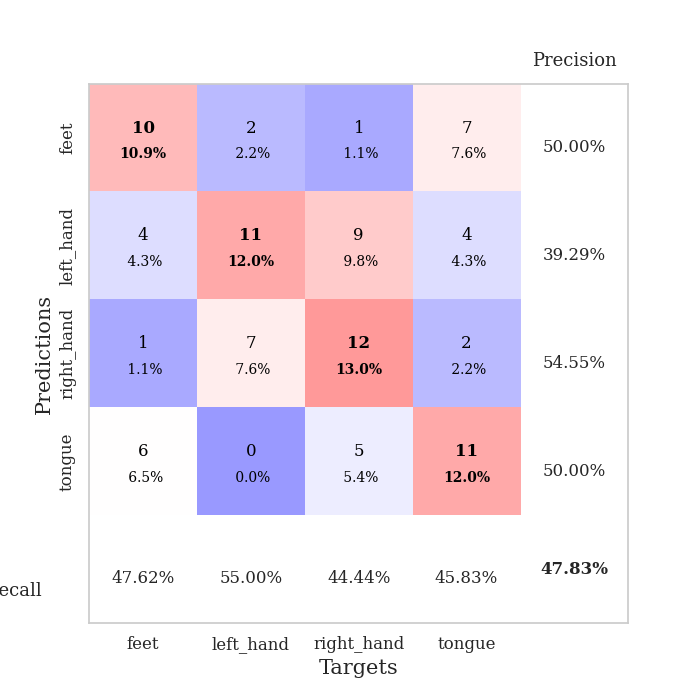 Precision
feet
10 2 1 7
10.9% 2.2% 1.1% 7.6%
50.00%
left_hand
4 11 9 4
4.3% 12.0% 9.8% 4.3%
39.29%
Predictions
right_hand
1 7 12 2
1.1% 7.6% 13.0% 2.2%
54.55%
tongue
6 0 5 11
6.5% 0.0% 5.4% 12.0%
50.00%
ecall
47.62% 55.00% 44.44% 45.83% 47.83%
feet left_hand right_hand tongue
Targets